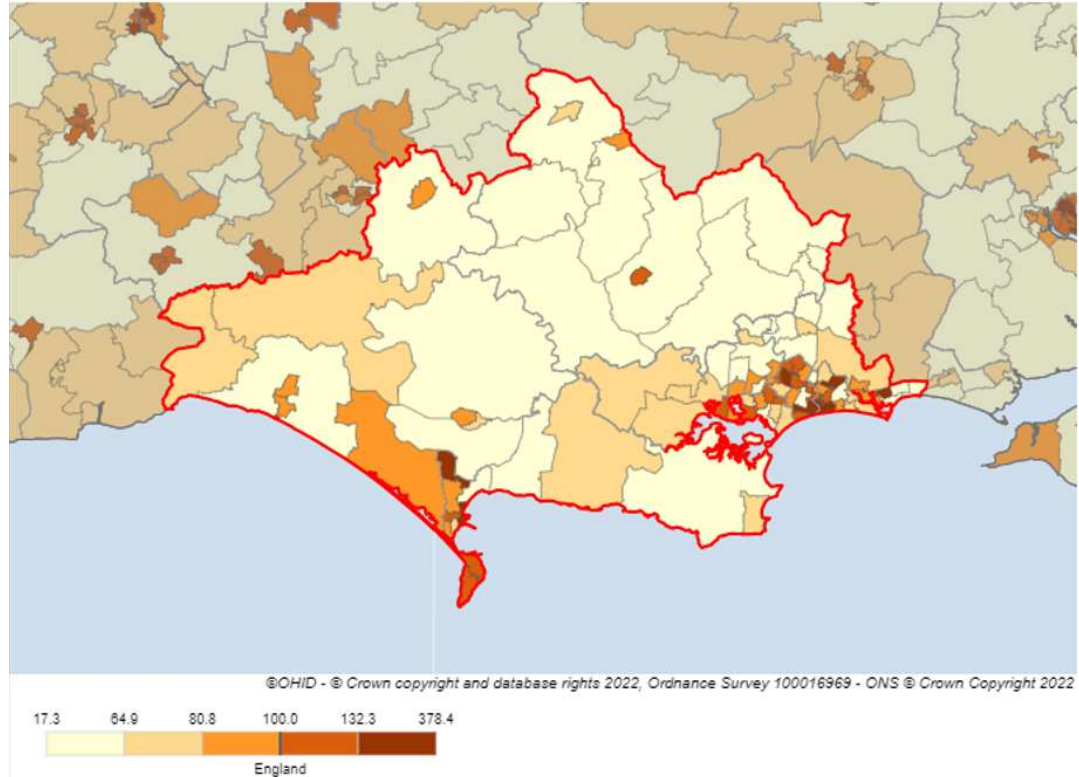 ©OHID - © Crown copyright and database rights 2022, Ordnance Survey 100016969 - ONS © Crown Copyright 2022
17.3 64.9 80.8 100.0 132.3 378.4
England